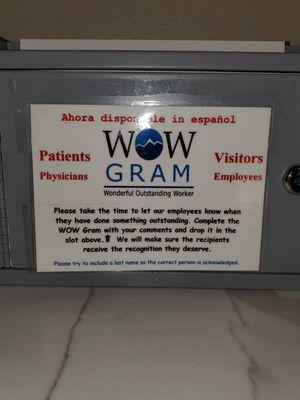 Ahora disponible in español
WOW
GRAM
Wonderful Outstanding Worker
Patients
Physicians
Visitors
Employees
Please take the time to let our employees know when
they have done something outstanding. Complete the
WOW Gram with your comments and drop it in the
slot above. We will make sure the recipients
receive the recognition they deserve.
Please try to include a last name so the correct person is acknowledged.